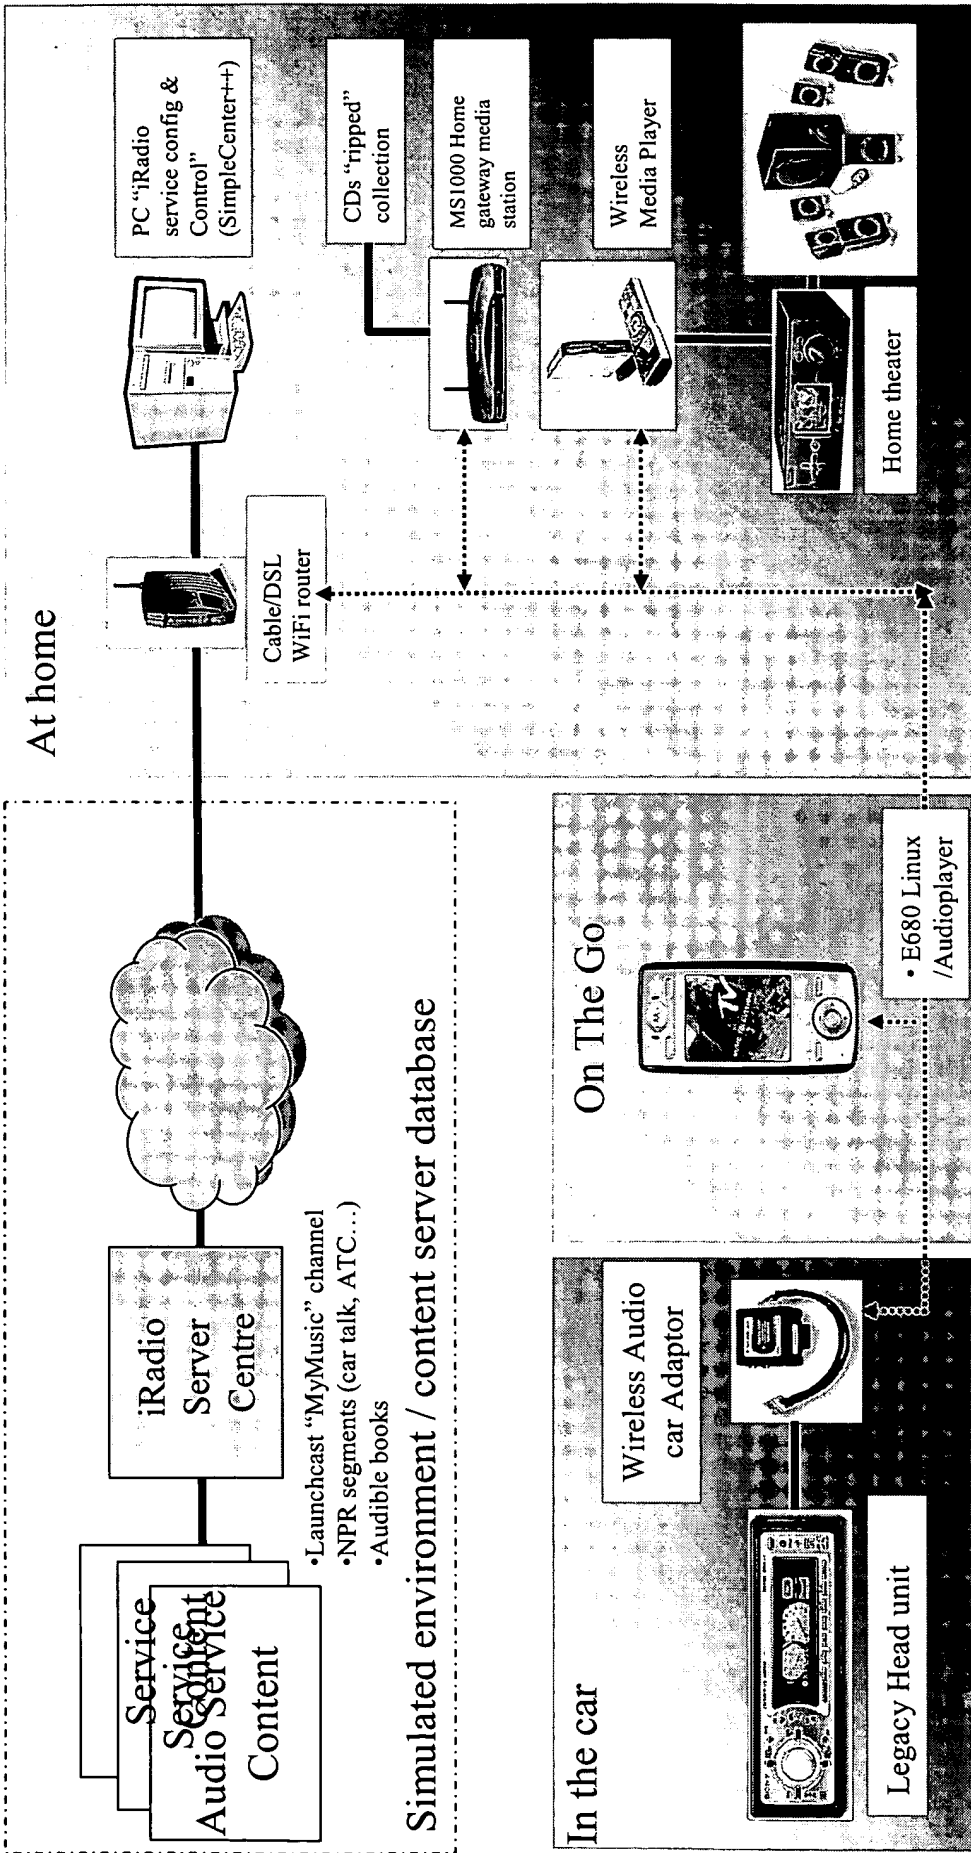 At home
PC “iRadio
service config &
Control”
(SimpleCenter++)
Cable/DSL
WiFi router
CDs “ripped”
collection
MS1000 Home
gateway media
station
Wireless
Media Player
Home theater
Service
Service
Content
Audio Service
Content
iRadio
Server
Centre
•Launchcast “MyMusic” channel
•NPR segments (car talk, ATC…)
•Audible books
Simulated environment / content server database
On The Go
• E680 Linux
/Audioplayer
In the car
Wireless Audio
car Adaptor
Legacy Head unit